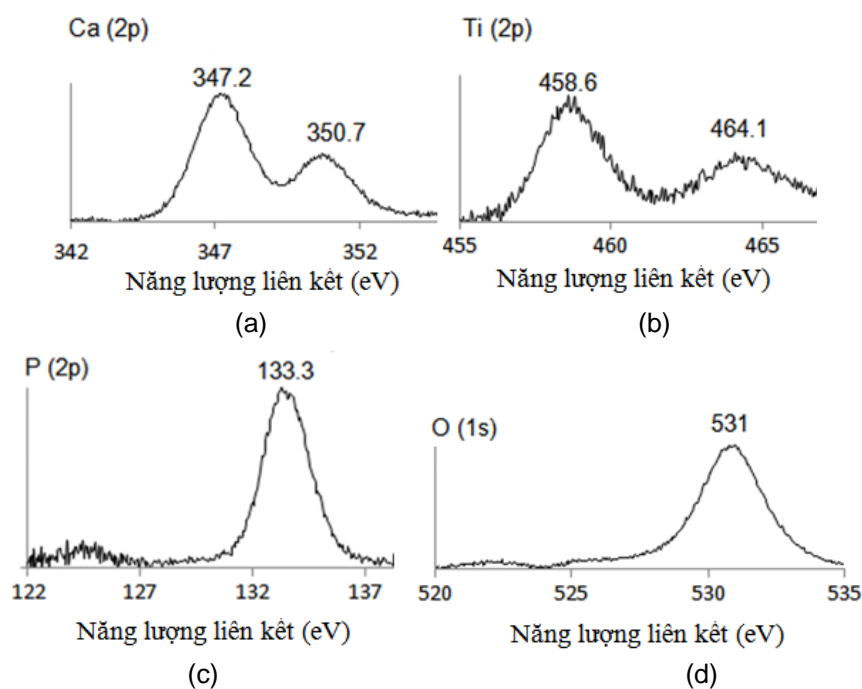 Ca (2p)
347.2
350.7
342
347
352
Năng lượng liên kết (eV)
(a)
Ti (2p)
458.6
464.1
455
460
465
Năng lượng liên kết (eV)
(b)
P (2p)
133.3
122
127
132
137
Năng lượng liên kết (eV)
(c)
O (1s)
531
520
525
530
535
Năng lượng liên kết (eV)
(d)